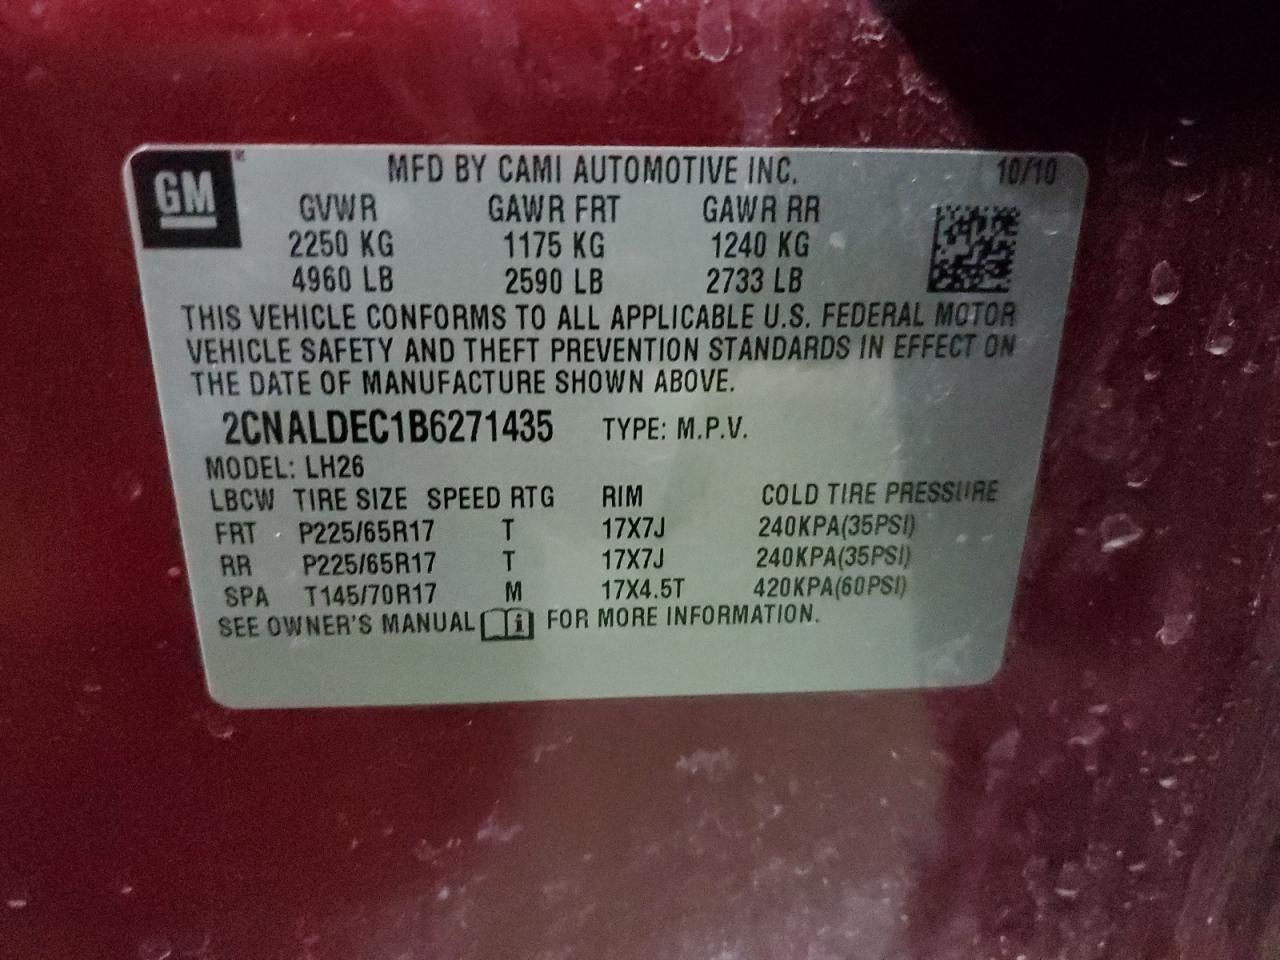 GM® MFD BY CAMI AUTOMOTIVE INC. 10/10
GVWR GAWR FRT GAWR RR
2250 KG 1175 KG 1240 KG
4960 LB 2590 LB 2733 LB
THIS VEHICLE CONFORMS TO ALL APPLICABLE U.S. FEDERAL MOTOR
VEHICLE SAFETY AND THEFT PREVENTION STANDARDS IN EFFECT ON
THE DATE OF MANUFACTURE SHOWN ABOVE.
2CNALDEC1B6271435 TYPE: M.P.V.
MODEL: LH26
LBCW TIRE SIZE SPEED RTG RIM COLD TIRE PRESSURE
FRT P225/65R17 T 17X7J 240KPA(35PSI)
RR P225/65R17 T 17X7J 240KPA(35PSI)
SPA T145/70R17 M 17X4.5T 420KPA(60PSI)
SEE OWNER'S MANUAL i FOR MORE INFORMATION.